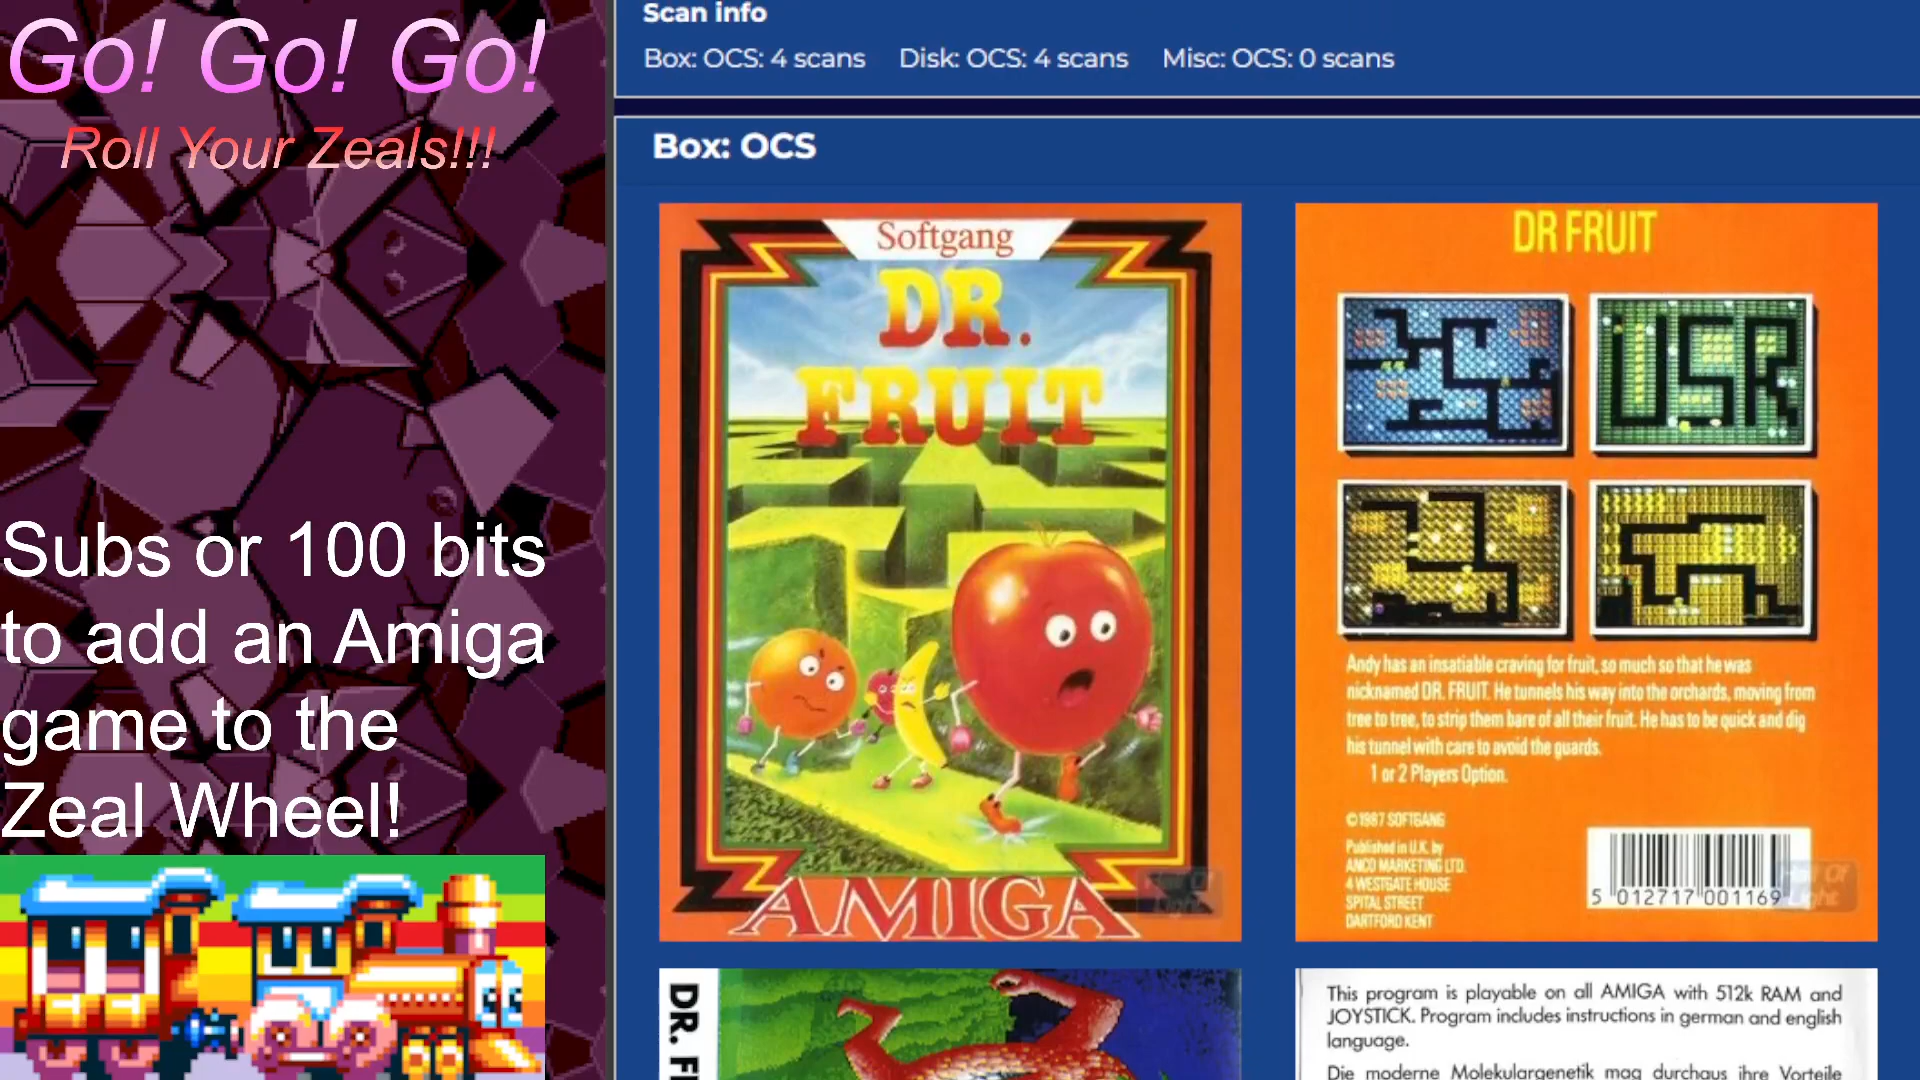 Go! Go! Go!
Roll Your Zeals!!!
Subs or 100 bits
to add an Amiga
game to the
Zeal Wheel!
Scan info
Box: OCS: 4 scans Disk: OCS: 4 scans Misc: OCS: 0 scans
Box: OCS
Softgang
DR.
FRUIT
AMIGA
DR FRUIT
USR
Andy has an insatiable craving for fruit, so much so that he was
nicknamed DR. FRUIT. He tunnels his way into the orchards, moving from
tree to tree, to strip them bare of all their fruit. He has to be quick and dig
his tunnel with care to avoid the guards.
1 or 2 Players Option.
©1987 SOFTGANG
Published in U.K. by
ANCO MARKETING LTD.
4 WESTGATE HOUSE
SPITAL STREET
DARTFORD KENT
5 012717 001169
DR.
This program is playable on all AMIGA with 512k RAM and
JOYSTICK. Program includes instructions in german and english
language.
Die moderne Molekulargenetik mag durchaus ihre Vorteile